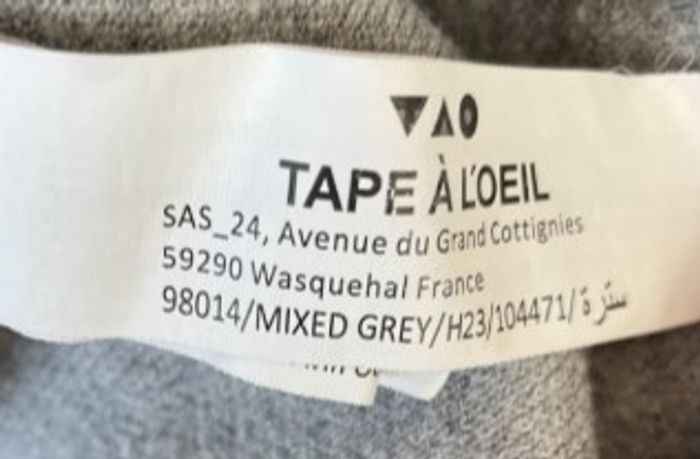 TAPE À L'OEIL
SAS_24, Avenue du Grand Cottignies
59290 Wasquehal France
98014/MIXED GREY/H23/104471/ سترة